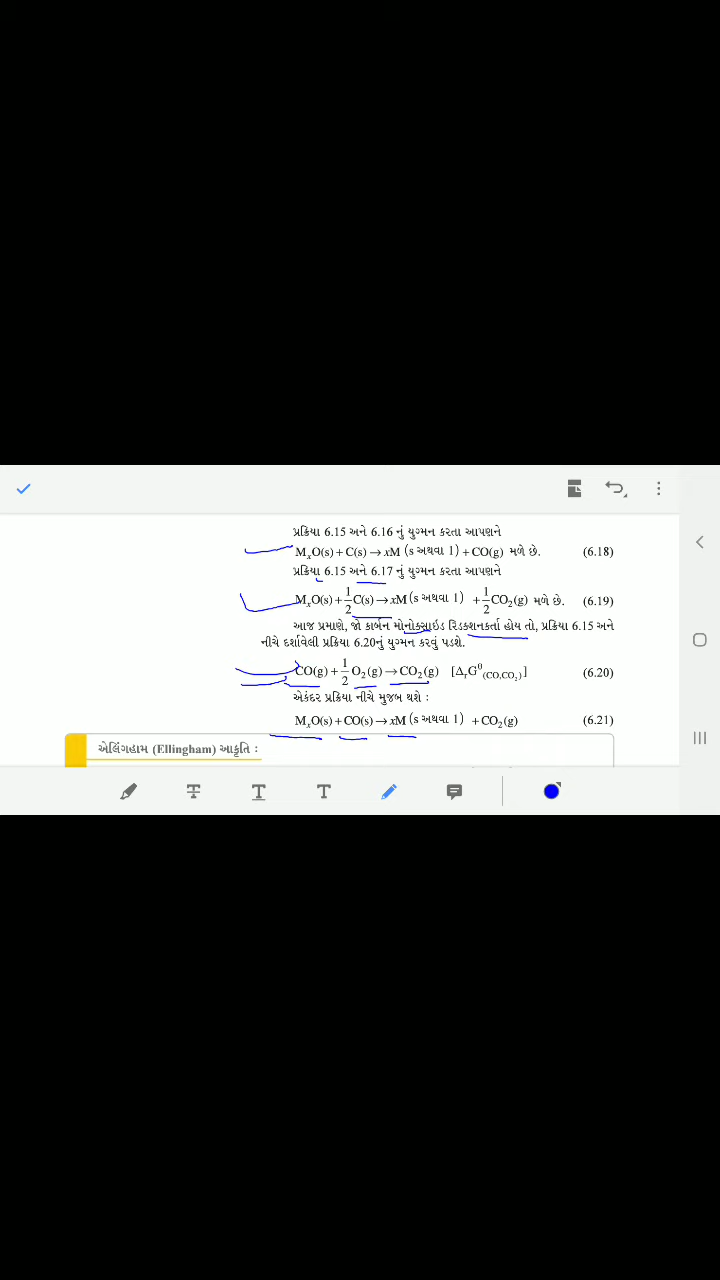 પ્રક્રિયા 6.15 અને 6.16 નું યુગ્મન કરતા આપણને
MₓO(s) + C(s) → xM (s અથવા 1) + CO(g) મળે છે. (6.18)
પ્રક્રિયા 6.15 અને 6.17 નું યુગ્મન કરતા આપણને
MₓO(s) + 1/2 C(s) → xM (s અથવા 1) + 1/2 CO₂(g) મળે છે. (6.19)
આજ પ્રમાણે, જો કાર્બન મોનોક્સાઇડ રિડક્શનકર્તા હોય તો, પ્રક્રિયા 6.15 અને
નીચે દર્શાવેલી પ્રક્રિયા 6.20નું યુગ્મન કરવું પડશે.
CO(g) + 1/2 O₂(g) → CO₂(g) [ΔᵣG⁰(CO,CO₂)] (6.20)
એકંદર પ્રક્રિયા નીચે મુજબ થશે :
MₓO(s) + CO(s) → xM (s અથવા 1) + CO₂(g) (6.21)
એલિંગહામ (Ellingham) આકૃતિ :